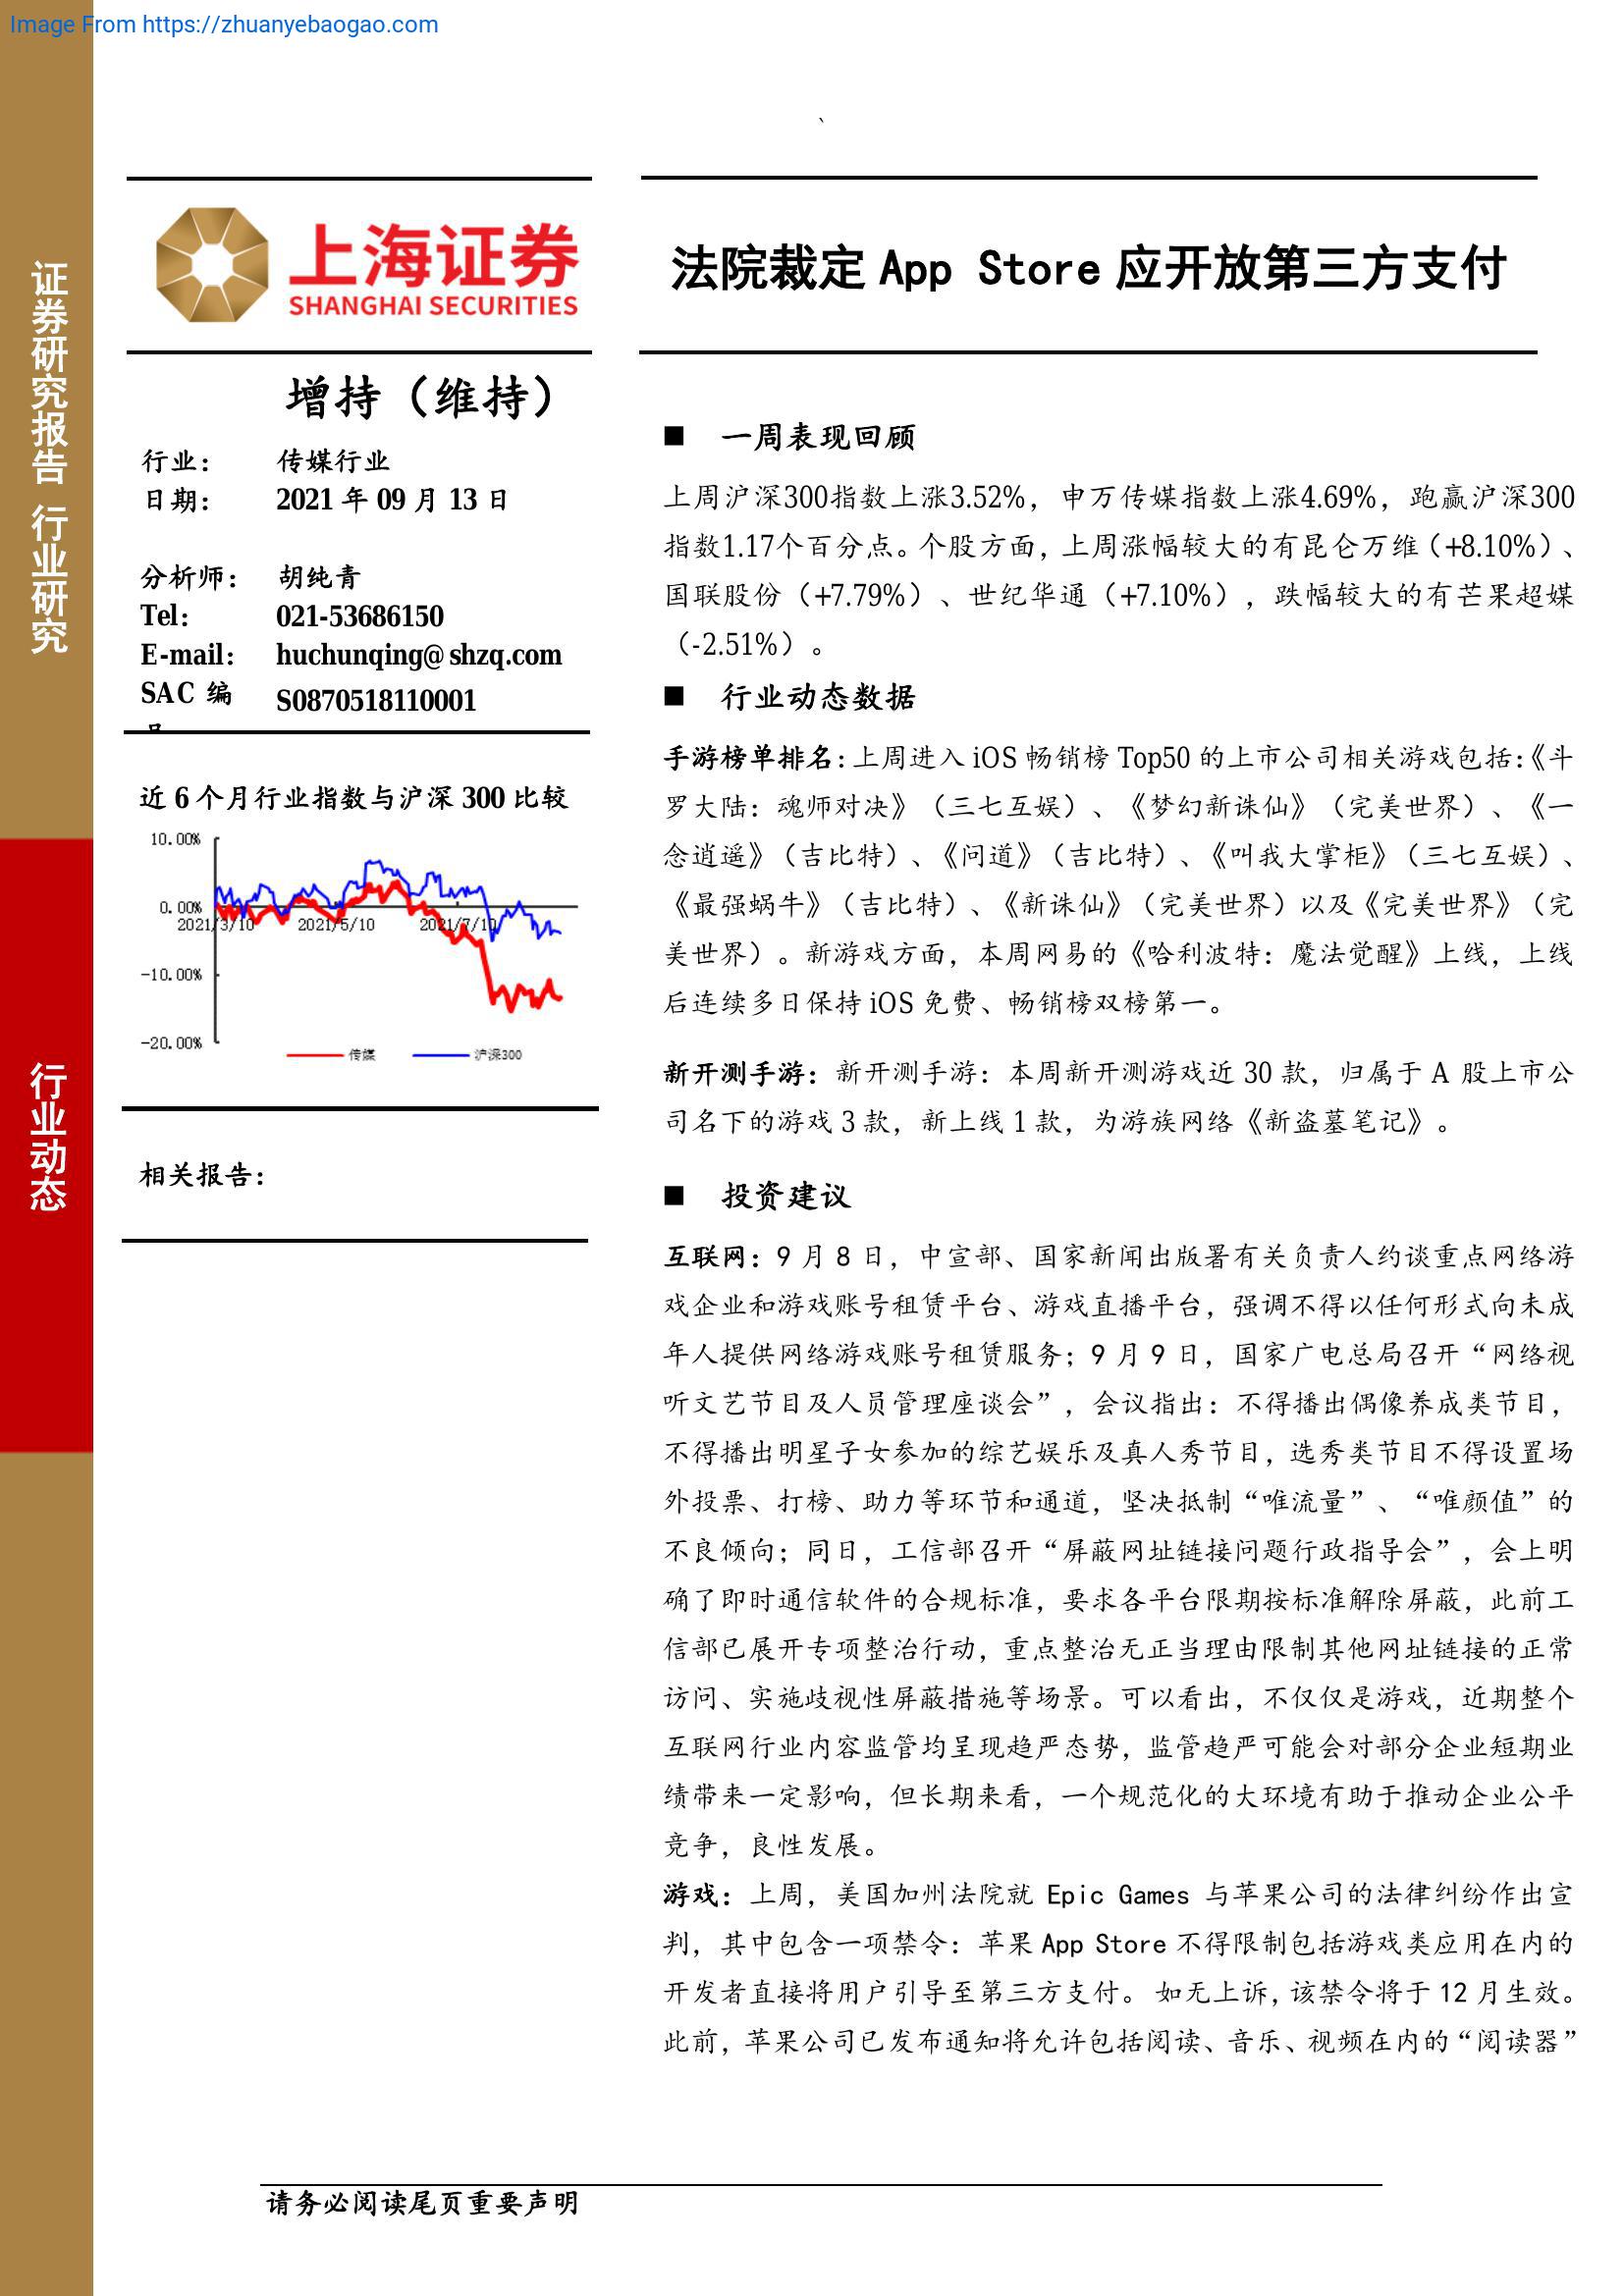 Image From https://zhuanyebaogao.com
、
证券研究报告 行业研究
行业动态
上海证券
SHANGHAI SECURITIES
法院裁定 App Store 应开放第三方支付
增持（维持）
行业： 传媒行业
日期： 2021 年 09 月 13 日
分析师： 胡纯青
Tel： 021-53686150
E-mail： huchunqing@shzq.com
SAC 编 S0870518110001
近 6 个月行业指数与沪深 300 比较
10.00%
0.00%
2021/3/10 2021/5/10 2021/7/10
-10.00%
-20.00%
传媒 沪深300
相关报告：
■ 一周表现回顾
上周沪深300指数上涨3.52%，申万传媒指数上涨4.69%，跑赢沪深300
指数1.17个百分点。个股方面，上周涨幅较大的有昆仑万维（+8.10%）、
国联股份（+7.79%）、世纪华通（+7.10%），跌幅较大的有芒果超媒
（-2.51%）。
■ 行业动态数据
手游榜单排名：上周进入 iOS 畅销榜 Top50 的上市公司相关游戏包括：《斗
罗大陆：魂师对决》（三七互娱）、《梦幻新诛仙》（完美世界）、《一
念逍遥》（吉比特）、《问道》（吉比特）、《叫我大掌柜》（三七互娱）、
《最强蜗牛》（吉比特）、《新诛仙》（完美世界）以及《完美世界》（完
美世界）。新游戏方面，本周网易的《哈利波特：魔法觉醒》上线，上线
后连续多日保持 iOS 免费、畅销榜双榜第一。
新开测手游：新开测手游：本周新开测游戏近 30 款，归属于 A 股上市公
司名下的游戏 3 款，新上线 1 款，为游族网络《新盗墓笔记》。
■ 投资建议
互联网：9 月 8 日，中宣部、国家新闻出版署有关负责人约谈重点网络游
戏企业和游戏账号租赁平台、游戏直播平台，强调不得以任何形式向未成
年人提供网络游戏账号租赁服务；9 月 9 日，国家广电总局召开“网络视
听文艺节目及人员管理座谈会”，会议指出：不得播出偶像养成类节目，
不得播出明星子女参加的综艺娱乐及真人秀节目，选秀类节目不得设置场
外投票、打榜、助力等环节和通道，坚决抵制“唯流量”、“唯颜值”的
不良倾向；同日，工信部召开“屏蔽网址链接问题行政指导会”，会上明
确了即时通信软件的合规标准，要求各平台限期按标准解除屏蔽，此前工
信部已展开专项整治行动，重点整治无正当理由限制其他网址链接的正常
访问、实施歧视性屏蔽措施等场景。可以看出，不仅仅是游戏，近期整个
互联网行业内容监管均呈现趋严态势，监管趋严可能会对部分企业短期业
绩带来一定影响，但长期来看，一个规范化的大环境有助于推动企业公平
竞争，良性发展。
游戏：上周，美国加州法院就 Epic Games 与苹果公司的法律纠纷作出宣
判，其中包含一项禁令：苹果 App Store 不得限制包括游戏类应用在内的
开发者直接将用户引导至第三方支付。 如无上诉，该禁令将于 12 月生效。
此前，苹果公司已发布通知将允许包括阅读、音乐、视频在内的“阅读器”
请务必阅读尾页重要声明